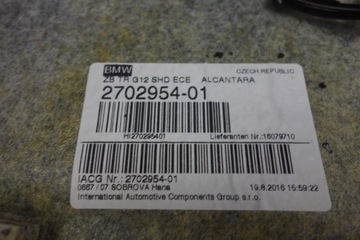 BMW
CZECH REPUBLIC
ZB TR G12 SHD ECE ALCANTARA
2702954-01
HI270295401
Lieferanten Nr.:16079710
IACG Nr.: 2702954-01
0667 / 07 SOBROVA Hana
19.8.2016 15:59:22
International Automotive Components Group s.r.o.